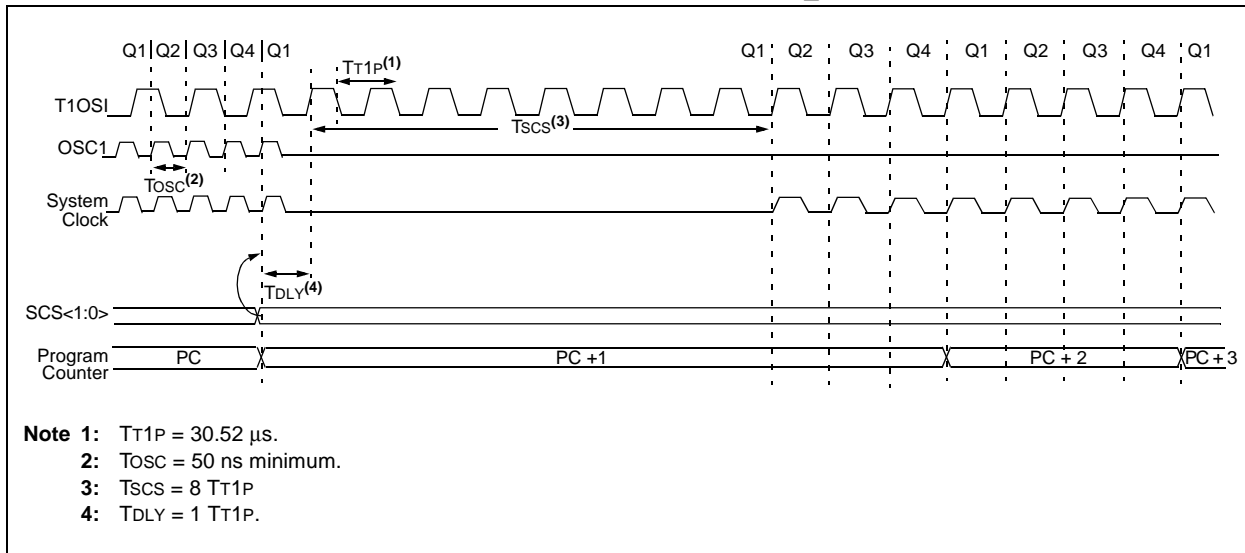 Q1 Q2 Q3 Q4 Q1 Q1 Q2 Q3 Q4 Q1 Q2 Q3 Q4 Q1
TT1P(1)
T1OSI
TSCS(3)
OSC1
TOSC(2)
System
Clock
TDLY(4)
SCS<1:0>
Program
Counter
PC PC +1 PC + 2 PC + 3
Note 1: TT1P = 30.52 μs.
2: TOSC = 50 ns minimum.
3: TSCS = 8 TT1P
4: TDLY = 1 TT1P.